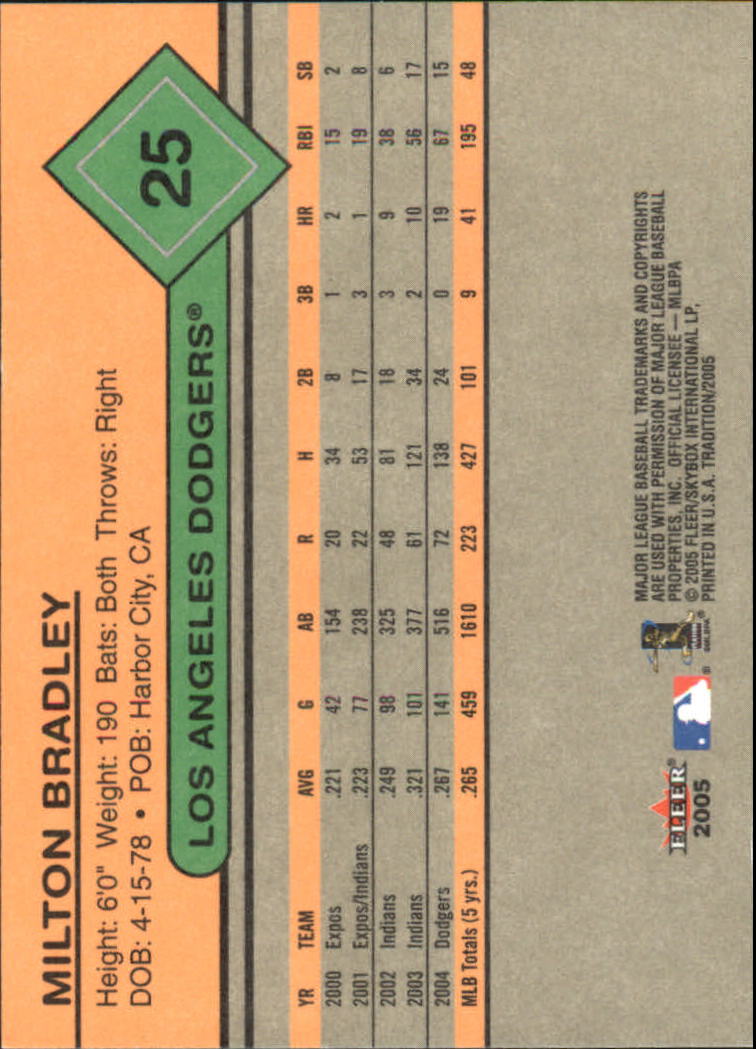 MILTON BRADLEY
Height: 6'0" Weight: 190 Bats: Both Throws: Right
DOB: 4-15-78 • POB: Harbor City, CA
25
LOS ANGELES DODGERS®
YR TEAM AVG G AB R H 2B 3B HR RBI SB
2000 Expos .221 42 154 20 34 8 1 2 15 2
2001 Expos/Indians .223 77 238 22 53 17 3 1 19 8
2002 Indians .249 98 325 48 81 18 3 9 38 6
2003 Indians .321 101 377 61 121 34 2 10 56 17
2004 Dodgers .267 141 516 72 138 24 0 19 67 15
MLB Totals (5 yrs.) .265 459 1610 223 427 101 9 41 195 48
FLEER®
2005
®
MAJOR LEAGUE BASEBALL TRADEMARKS AND COPYRIGHTS
ARE USED WITH PERMISSION OF MAJOR LEAGUE BASEBALL
PROPERTIES, INC. OFFICIAL LICENSEE — MLBPA
© 2005 FLEER/SKYBOX INTERNATIONAL LP,
PRINTED IN U.S.A. TRADITION/2005